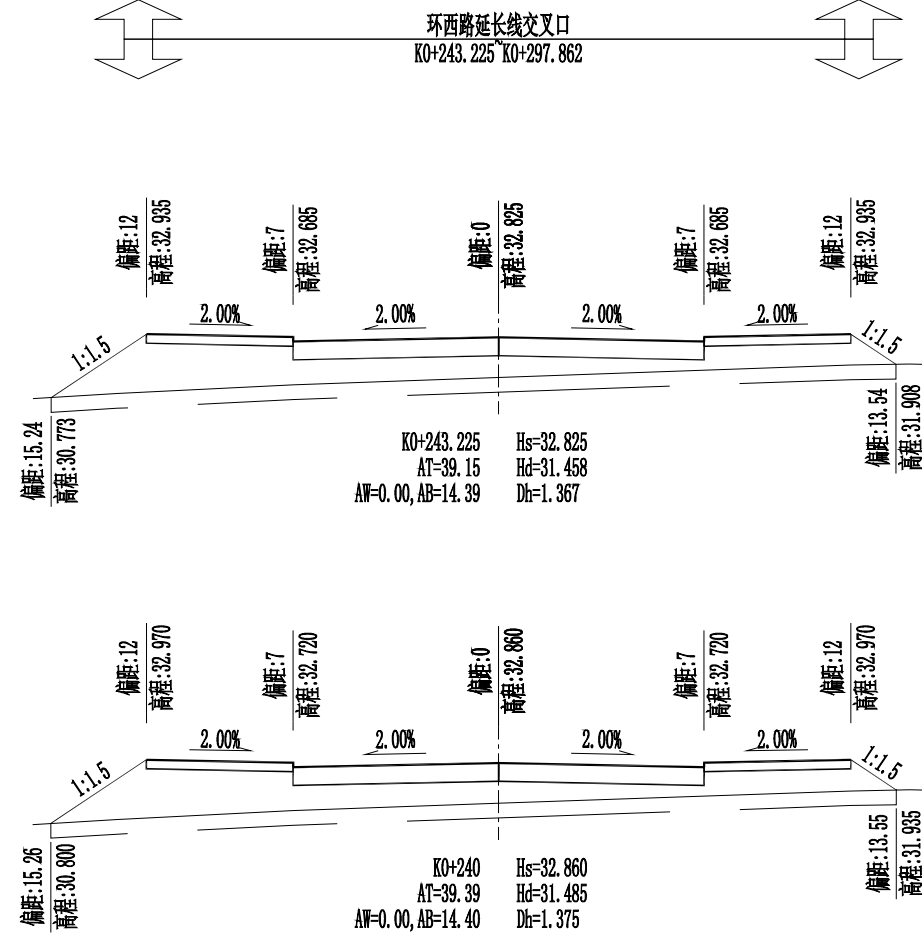 环西路延长线交叉口
K0+243.225~K0+297.862
偏距:12
高程:32.935
偏距:7
高程:32.685
偏距:0
高程:32.825
偏距:7
高程:32.685
偏距:12
高程:32.935
2.00%
2.00%
2.00%
2.00%
1:1.5
1:1.5
偏距:15.24
高程:30.773
偏距:13.54
高程:31.908
K0+243.225 Hs=32.825
AT=39.15 Hd=31.458
AW=0.00,AB=14.39 Dh=1.367
偏距:12
高程:32.970
偏距:7
高程:32.720
偏距:0
高程:32.860
偏距:7
高程:32.720
偏距:12
高程:32.970
2.00%
2.00%
2.00%
2.00%
1:1.5
1:1.5
偏距:15.26
高程:30.800
偏距:13.55
高程:31.935
K0+240 Hs=32.860
AT=39.39 Hd=31.485
AW=0.00,AB=14.40 Dh=1.375